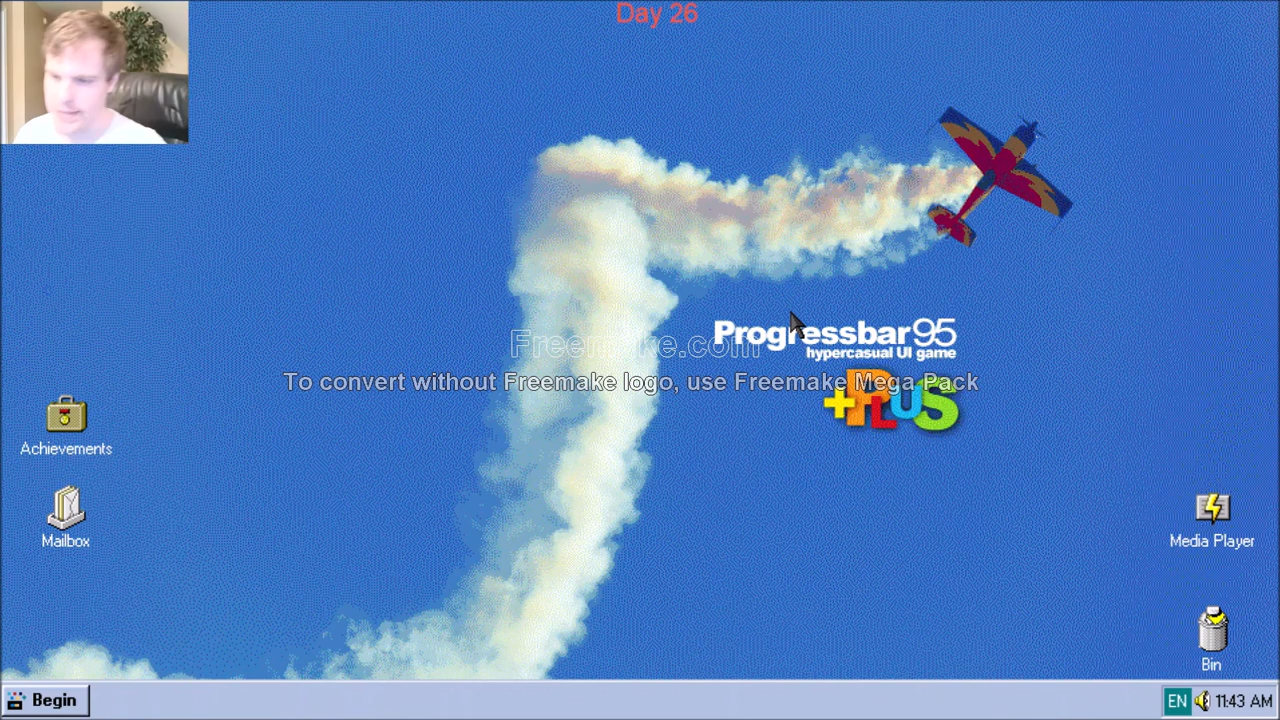 Day 26
Progressbar95
hypercasual UI game
+PLUS
Freemake.com
To convert without Freemake logo, use Freemake Mega Pack
Achievements
Mailbox
Media Player
Bin
Begin
EN
11:43 AM